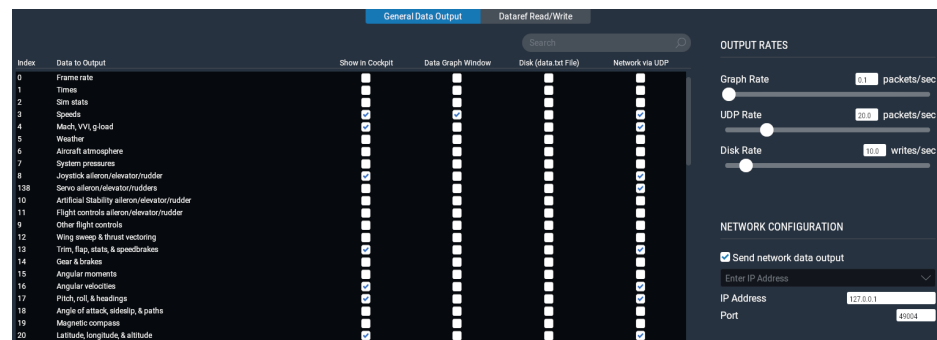 General Data Output Dataref Read/Write
Search
Index Data to Output Show in Cockpit Data Graph Window Disk (data.txt File) Network via UDP
0 Frame rate
1 Times
2 Sim stats
3 Speeds
4 Mach, VVI, g-load
5 Weather
6 Aircraft atmosphere
7 System pressures
8 Joystick aileron/elevator/rudder
138 Servo aileron/elevator/rudders
10 Artificial Stability aileron/elevator/rudder
11 Flight controls aileron/elevator/rudder
9 Other flight controls
12 Wing sweep & thrust vectoring
13 Trim, flap, stats, & speedbrakes
14 Gear & brakes
15 Angular moments
16 Angular velocities
17 Pitch, roll, & headings
18 Angle of attack, sideslip, & paths
19 Magnetic compass
20 Latitude, longitude, & altitude
OUTPUT RATES
Graph Rate 0.1 packets/sec
UDP Rate 20.0 packets/sec
Disk Rate 10.0 writes/sec
NETWORK CONFIGURATION
Send network data output
Enter IP Address
IP Address 127.0.0.1
Port 49004